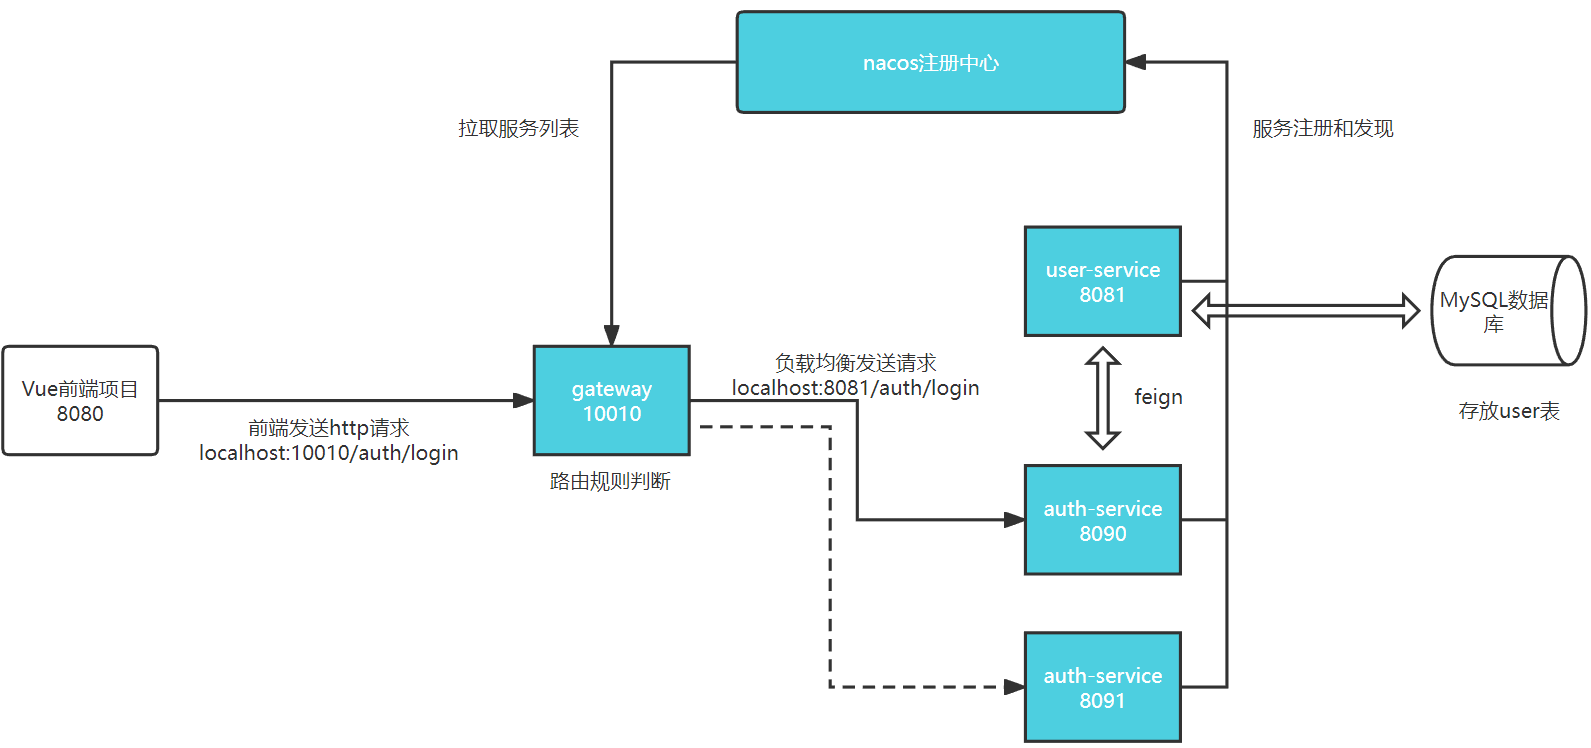 nacos注册中心
拉取服务列表
服务注册和发现
user-service
8081
MySQL数据
库
Vue前端项目
8080
前端发送http请求
localhost:10010/auth/login
gateway
10010
路由规则判断
负载均衡发送请求
localhost:8081/auth/login
feign
存放user表
auth-service
8090
auth-service
8091